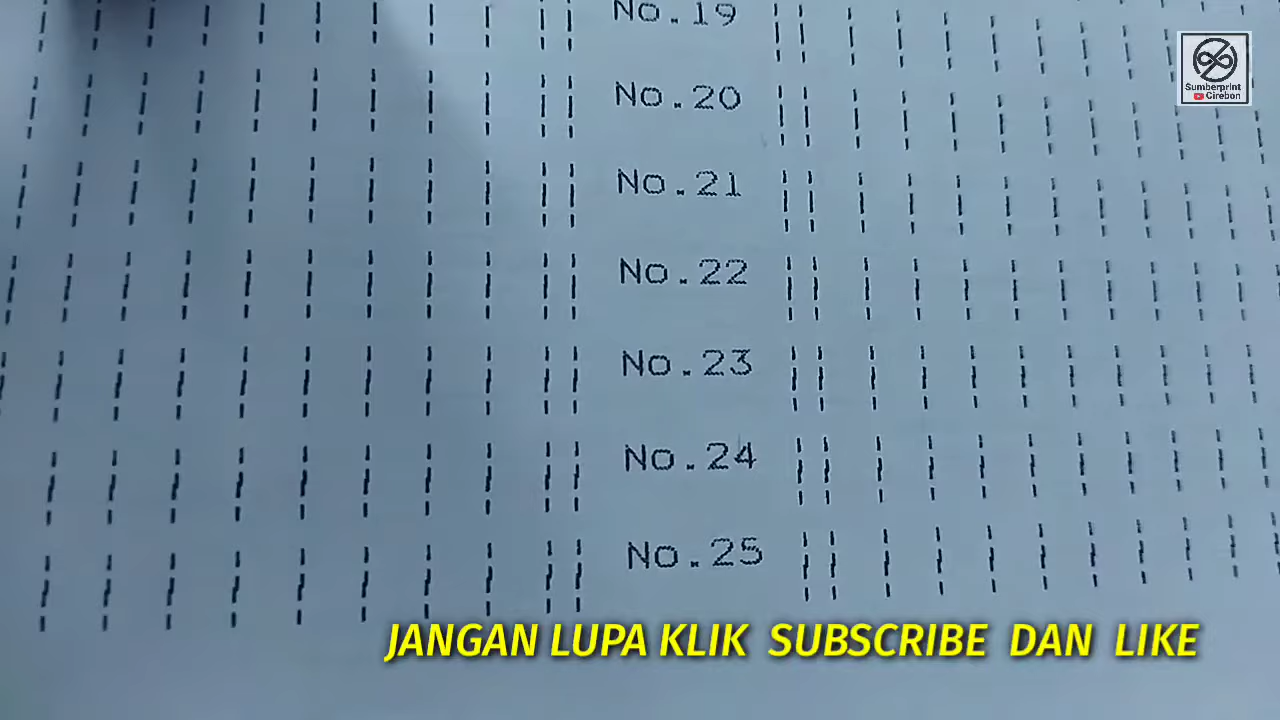 No.19
Sumberprint
Cirebon
No.20
No.21
No.22
No.23
No.24
No.25
JANGAN LUPA KLIK SUBSCRIBE DAN LIKE